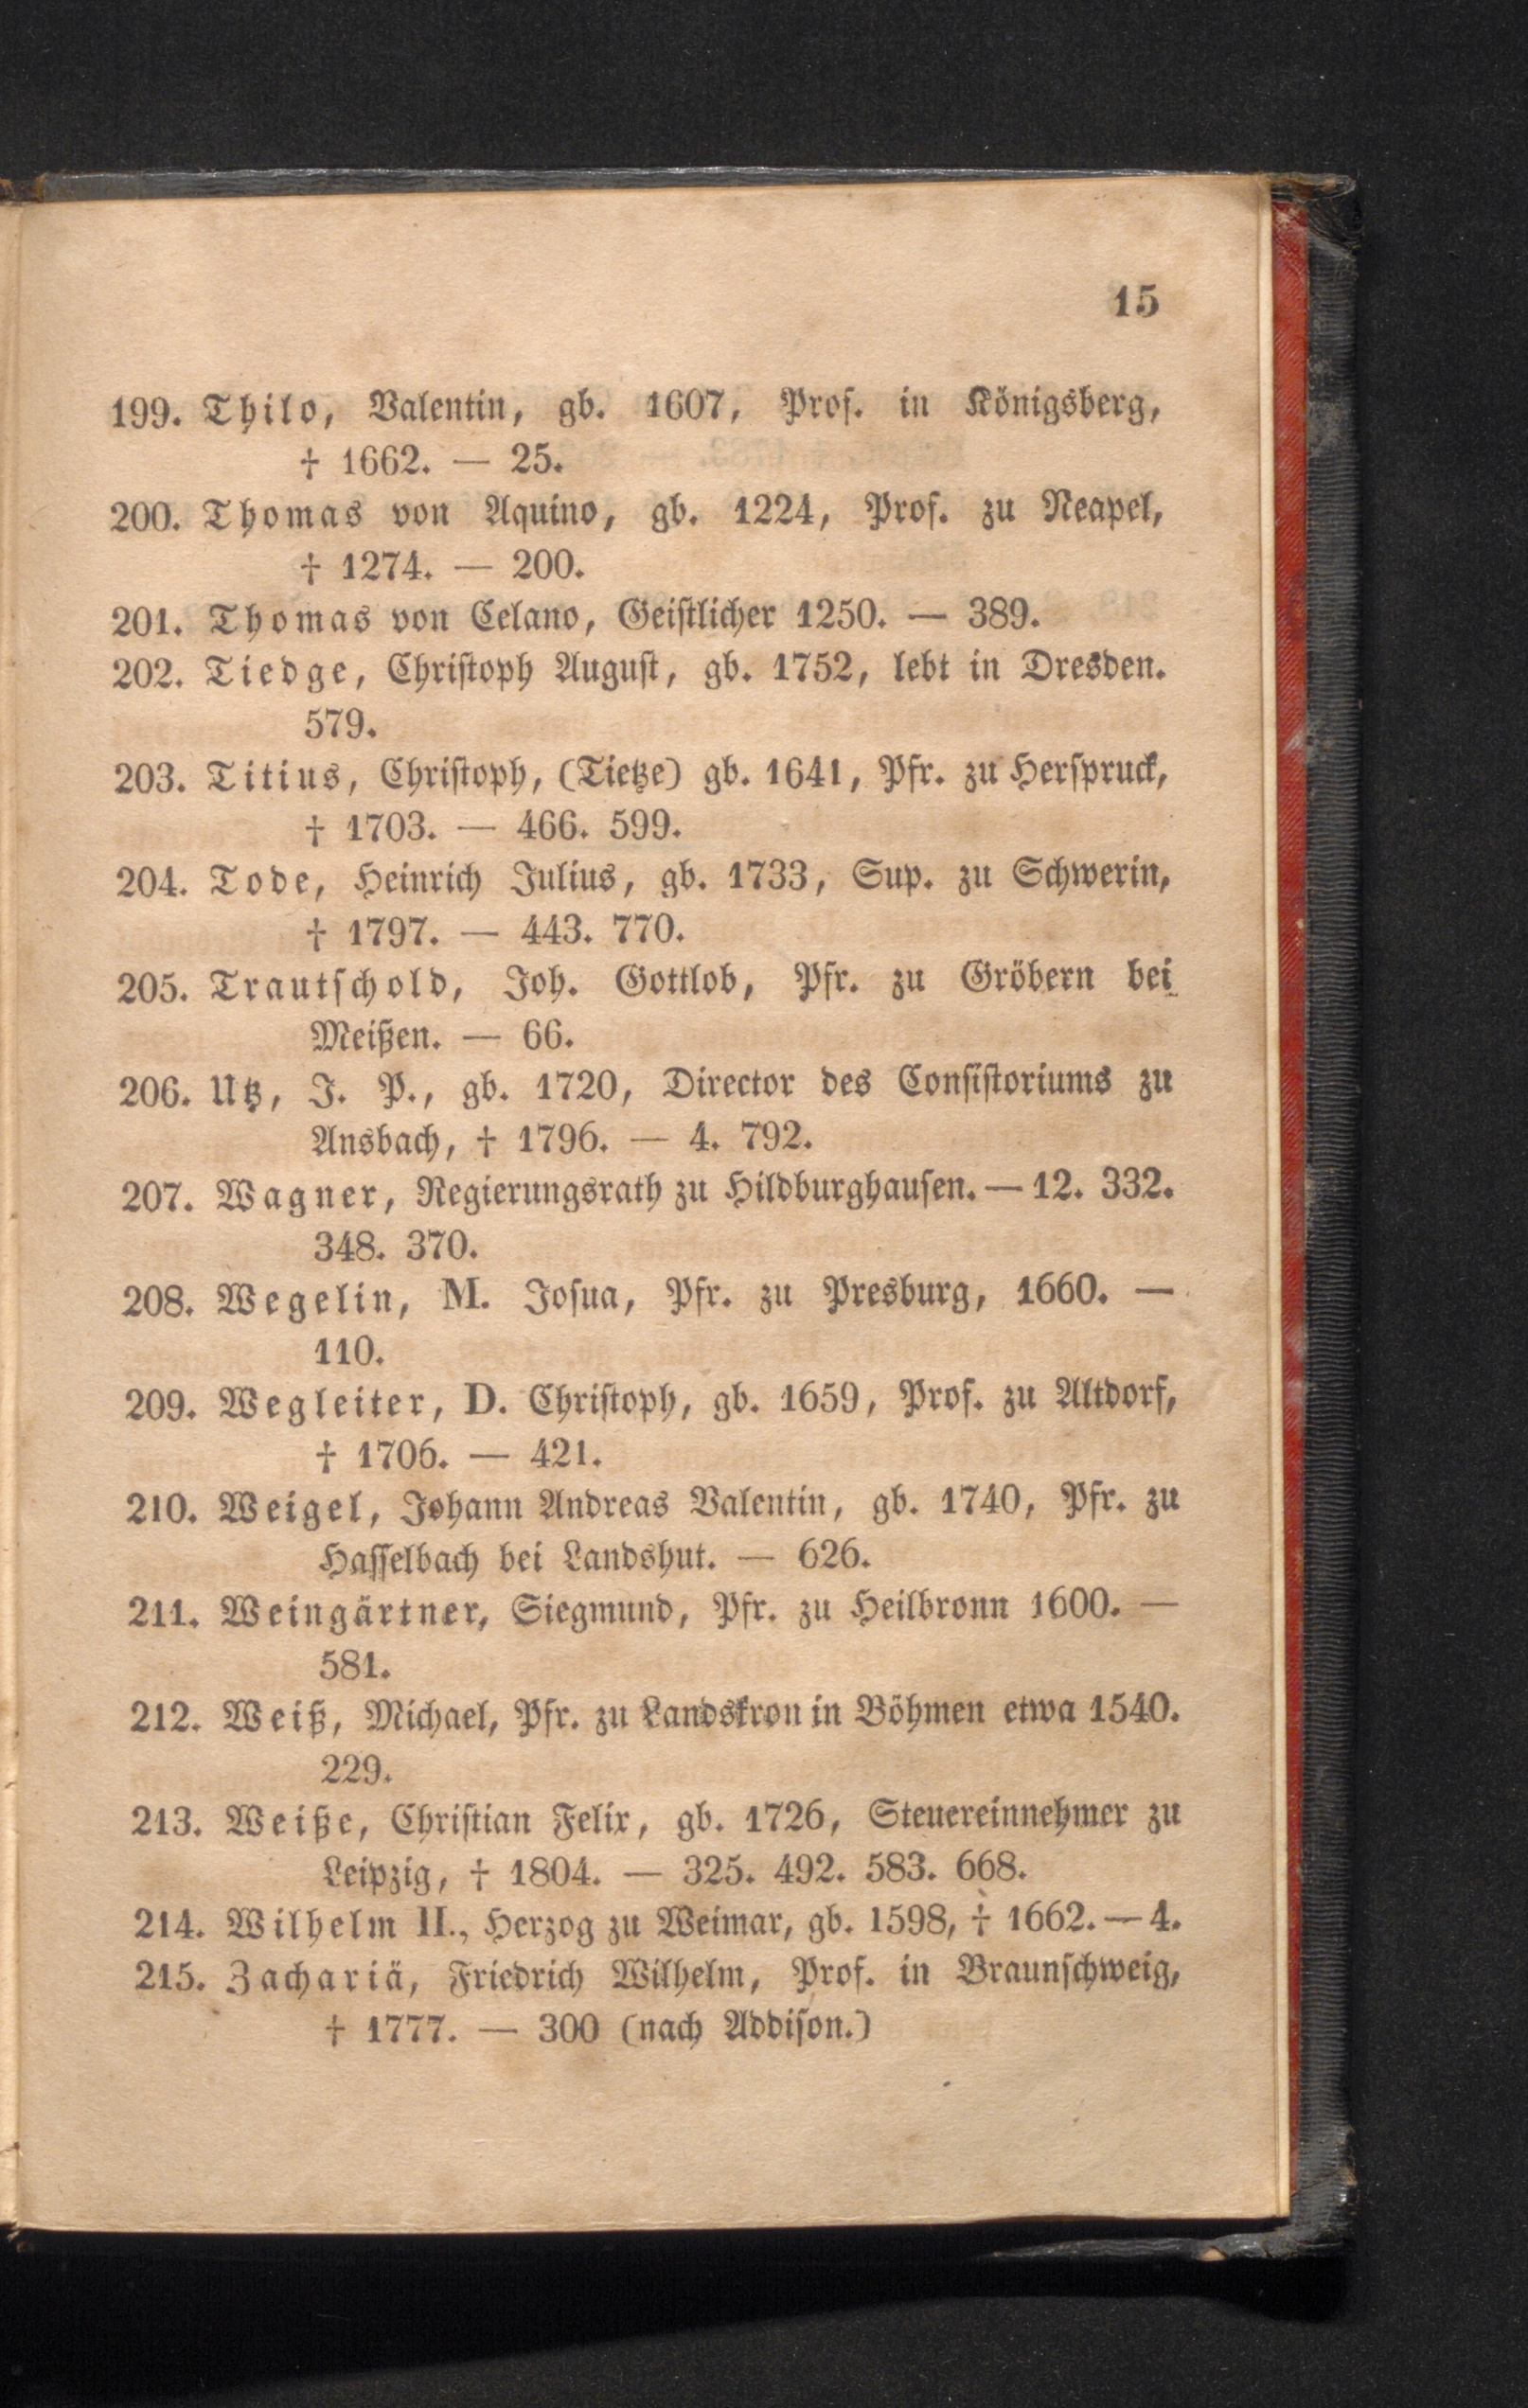 15
199. Thilo, Valentin, gb. 1607, Prof. in Königsberg,
† 1662. — 25.
200. Thomas von Aquino, gb. 1224, Prof. zu Neapel,
† 1274. — 200.
201. Thomas von Celano, Geistlicher 1250. — 389.
202. Tiedge, Christoph August, gb. 1752, lebt in Dresden.
579.
203. Titius, Christoph, (Tietze) gb. 1641, Pfr. zu Herspruck,
† 1703. — 466. 599.
204. Tode, Heinrich Julius, gb. 1733, Sup. zu Schwerin,
† 1797. — 443. 770.
205. Trautschold, Joh. Gottlob, Pfr. zu Gröbern bei
Meißen. — 66.
206. Utz, J. P., gb. 1720, Director des Consistoriums zu
Ansbach, † 1796. — 4. 792.
207. Wagner, Regierungsrath zu Hildburghausen. — 12. 332.
348. 370.
208. Wegelin, M. Josua, Pfr. zu Presburg, 1660. —
110.
209. Wegleiter, D. Christoph, gb. 1659, Prof. zu Altdorf,
† 1706. — 421.
210. Weigel, Johann Andreas Valentin, gb. 1740, Pfr. zu
Hasselbach bei Landshut. — 626.
211. Weingärtner, Siegmund, Pfr. zu Heilbronn 1600. —
581.
212. Weiß, Michael, Pfr. zu Landskron in Böhmen etwa 1540.
229.
213. Weiße, Christian Felix, gb. 1726, Steuereinnehmer zu
Leipzig, † 1804. — 325. 492. 583. 668.
214. Wilhelm II., Herzog zu Weimar, gb. 1598, † 1662. — 4.
215. Zachariä, Friedrich Wilhelm, Prof. in Braunschweig,
† 1777. — 300 (nach Addison.)